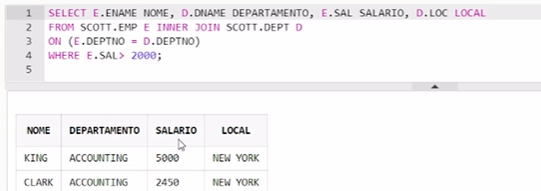 1 SELECT E.ENAME NOME, D.DNAME DEPARTAMENTO, E.SAL SALARIO, D.LOC LOCAL
2 FROM SCOTT.EMP E INNER JOIN SCOTT.DEPT D
3 ON (E.DEPTNO = D.DEPTNO)
4 WHERE E.SAL> 2000;
5
NOME DEPARTAMENTO SALARIO LOCAL
KING ACCOUNTING 5000 NEW YORK
CLARK ACCOUNTING 2450 NEW YORK